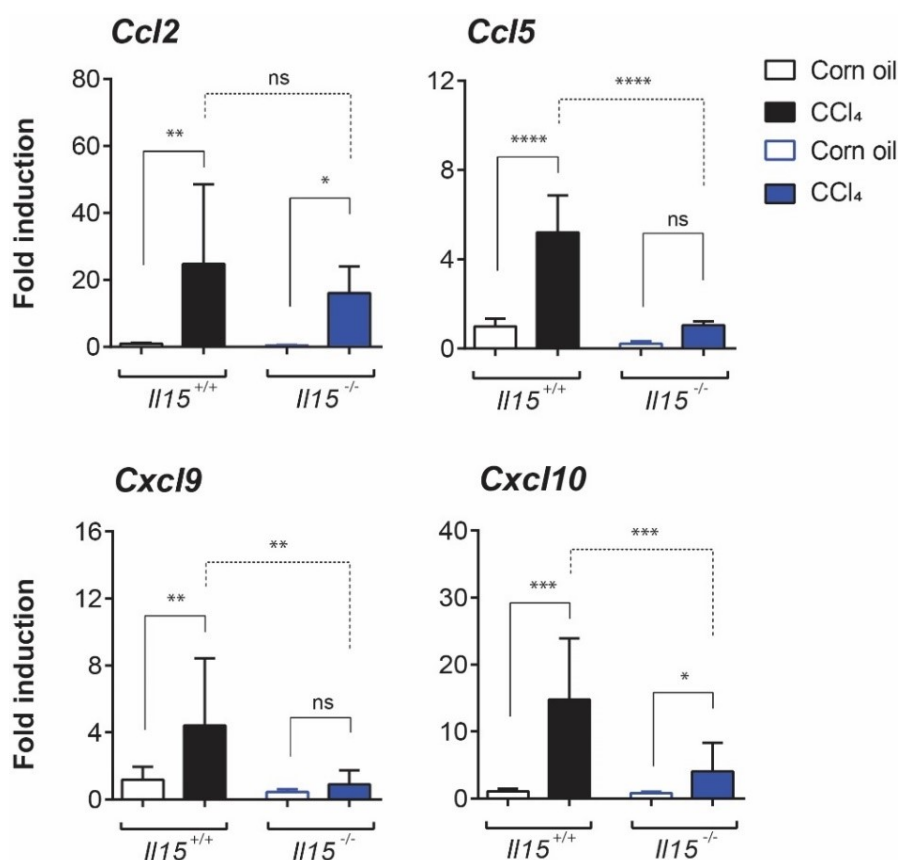 Ccl2
Ccl5
Corn oil
CCl₄
Corn oil
CCl₄
Fold induction
80
60
40
20
0
ns
**
*
Il15 +/+
Il15 -/-
12
8
4
0
****
****
ns
Il15 +/+
Il15 -/-
Cxcl9
Cxcl10
Fold induction
16
12
8
4
0
**
**
ns
Il15 +/+
Il15 -/-
40
30
20
10
0
***
***
*
Il15 +/+
Il15 -/-